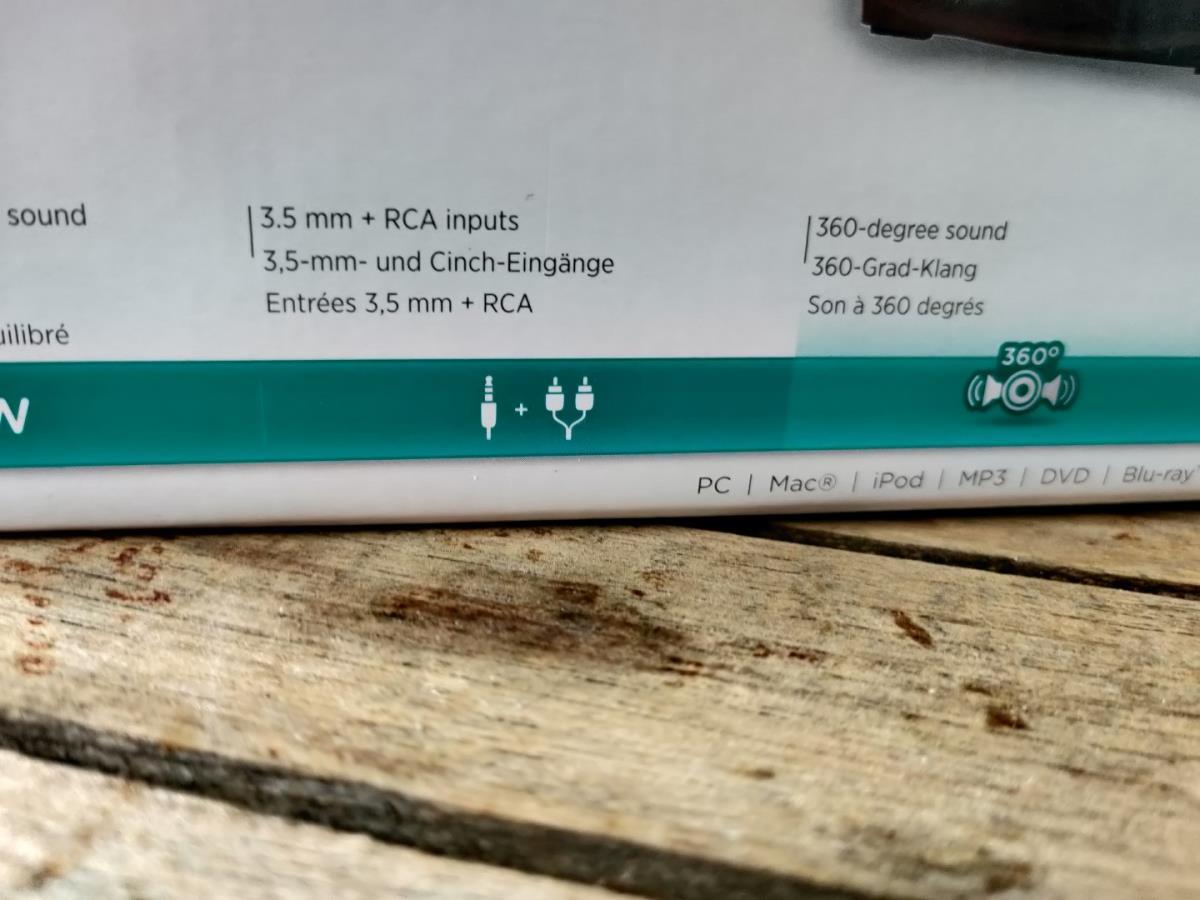 sound
uilibré
3.5 mm + RCA inputs
3,5-mm- und Cinch-Eingänge
Entrées 3,5 mm + RCA
360-degree sound
360-Grad-Klang
Son à 360 degrés
N
+
360°
PC | Mac® | iPod | MP3 | DVD | Blu-ray™